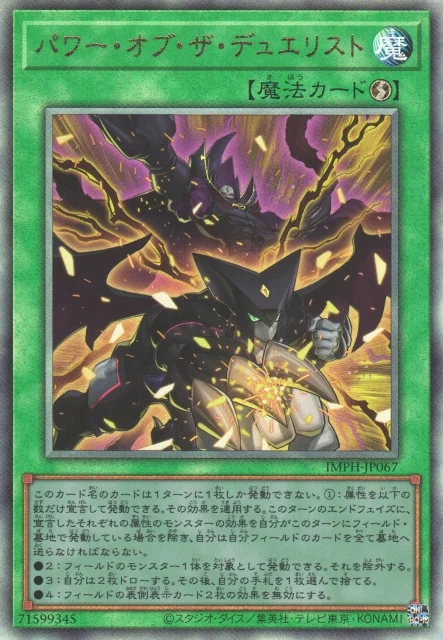 パワー・オブ・ザ・デュエリスト
魔
【魔法カード】
IMPH-JP067
このカード名のカードは1ターンに1枚しか発動できない。①:属性を以下の
数だけ宣言して発動できる。その効果を適用する。このターンのエンドフェイズに、
宣言したそれぞれの属性のモンスターの効果を自分がこのターンにフィールド・
墓地で発動している場合を除き、自分は自分フィールドのカードを全て墓地へ
送らなければならない。
●2:フィールドのモンスター1体を対象として発動できる。それを除外する。
●3:自分は2枚ドローする。その後、自分の手札を1枚選んで捨てる。
●4:フィールドの表側表示カード2枚の効果を無効にする。
71599345
©スタジオ・ダイス/集英社・テレビ東京・KONAMI